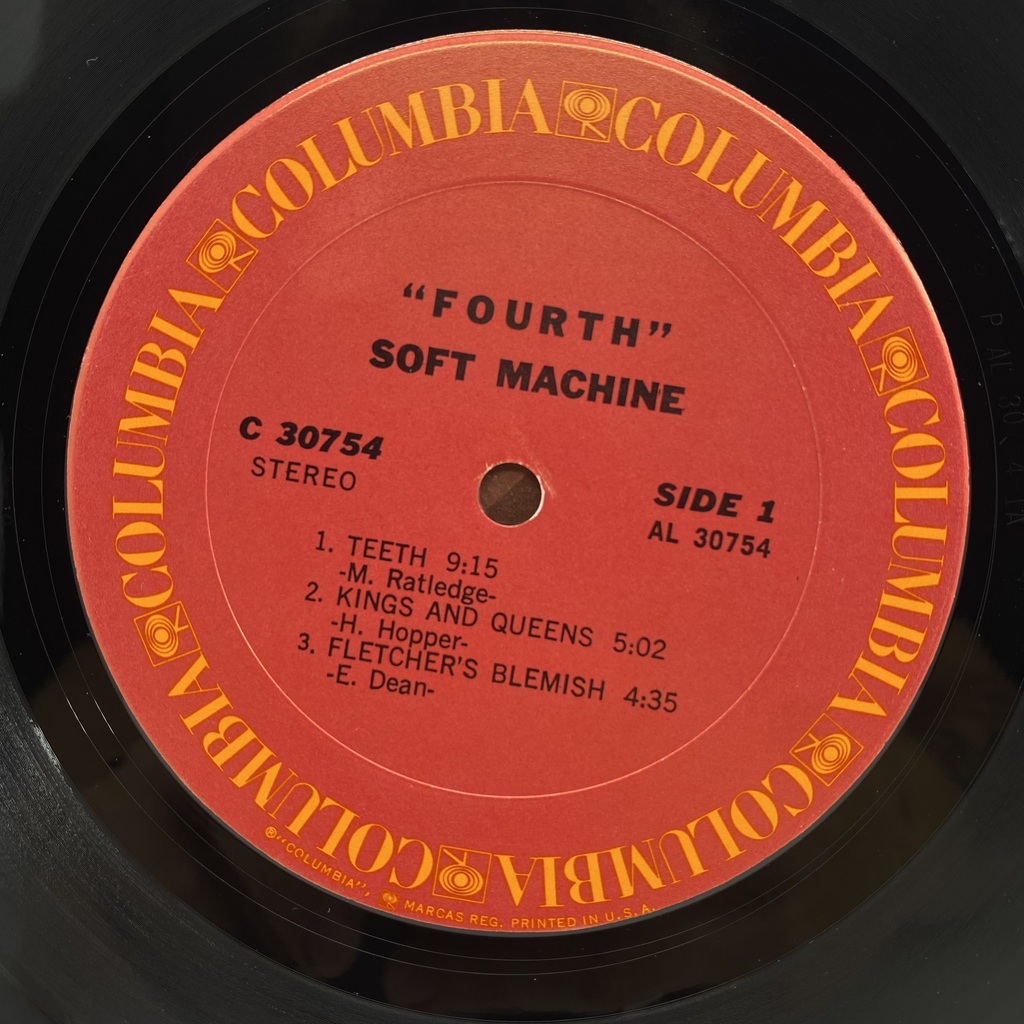 COLUMBIA COLUMBIA COLUMBIA COLUMBIA COLUMBIA COLUMBIA
“FOURTH”
SOFT MACHINE
C 30754
STEREO
SIDE 1
AL 30754
1. TEETH 9:15
-M. Ratledge-
2. KINGS AND QUEENS 5:02
-H. Hopper-
3. FLETCHER'S BLEMISH 4:35
-E. Dean-
®“COLUMBIA”, MARCAS REG. PRINTED IN U.S.A.